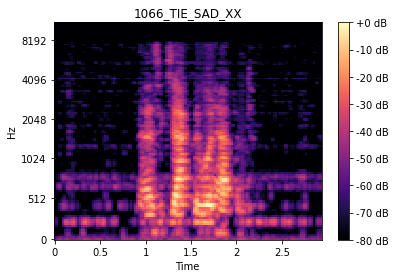 1066_TIE_SAD_XX
+0 dB
8192
-10 dB
4096
-20 dB
-30 dB
2048
Hz
-40 dB
1024
-50 dB
512
-60 dB
-70 dB
0
-80 dB
0 0.5 1 1.5 2 2.5
Time